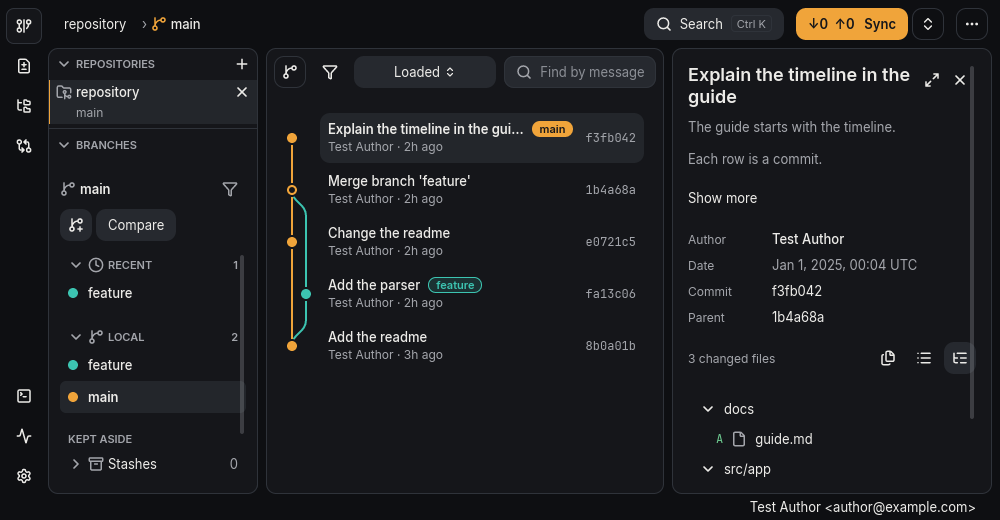 repository › main
Search Ctrl K
↓0 ↑0 Sync
REPOSITORIES
repository
main
BRANCHES
main
Compare
RECENT 1
feature
LOCAL 2
feature
main
KEPT ASIDE
Stashes 0
Loaded
Find by message
Explain the timeline in the gui... main f3fb042
Test Author · 2h ago
Merge branch 'feature' 1b4a68a
Test Author · 2h ago
Change the readme e0721c5
Test Author · 2h ago
Add the parser feature fa13c06
Test Author · 2h ago
Add the readme 8b0a01b
Test Author · 3h ago
Explain the timeline in the
guide
The guide starts with the timeline.
Each row is a commit.
Show more
Author Test Author
Date Jan 1, 2025, 00:04 UTC
Commit f3fb042
Parent 1b4a68a
3 changed files
docs
A guide.md
src/app
Test Author <author@example.com>